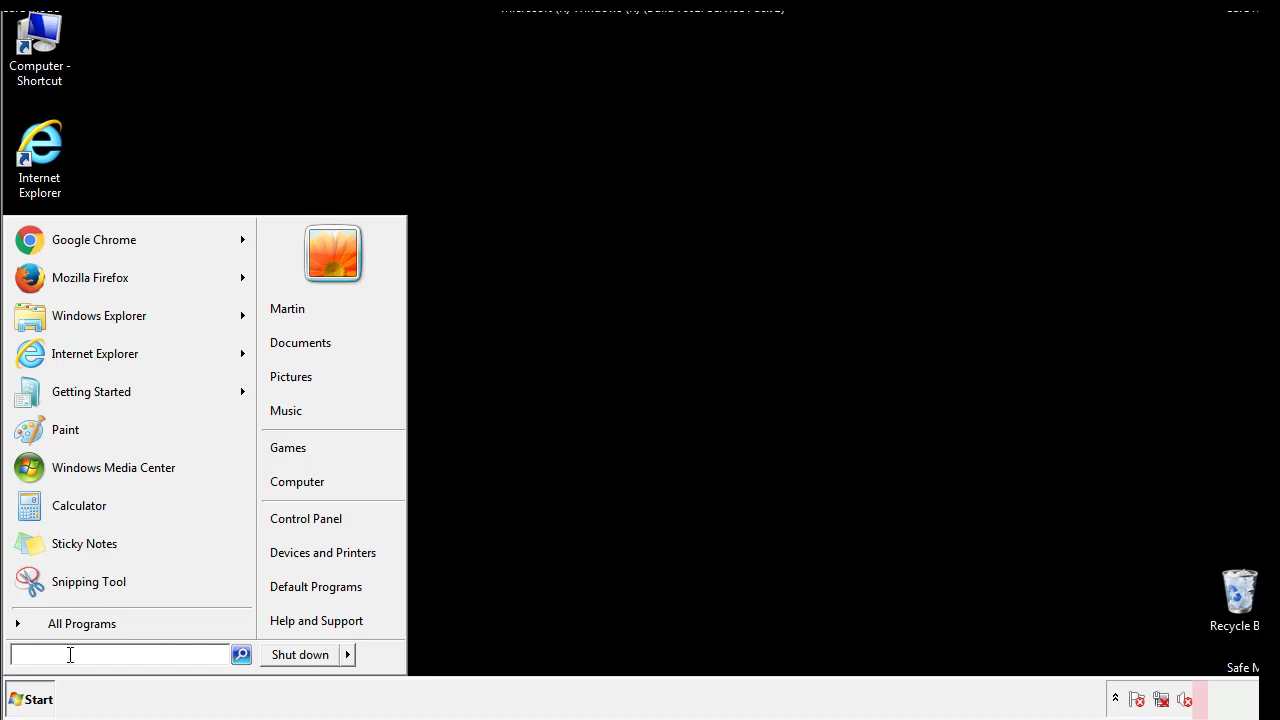 Computer -
Shortcut
Internet
Explorer
Google Chrome
Mozilla Firefox
Windows Explorer
Internet Explorer
Getting Started
Paint
Windows Media Center
Calculator
Sticky Notes
Snipping Tool
All Programs
Martin
Documents
Pictures
Music
Games
Computer
Control Panel
Devices and Printers
Default Programs
Help and Support
Shut down
Recycle B
Safe M
Start